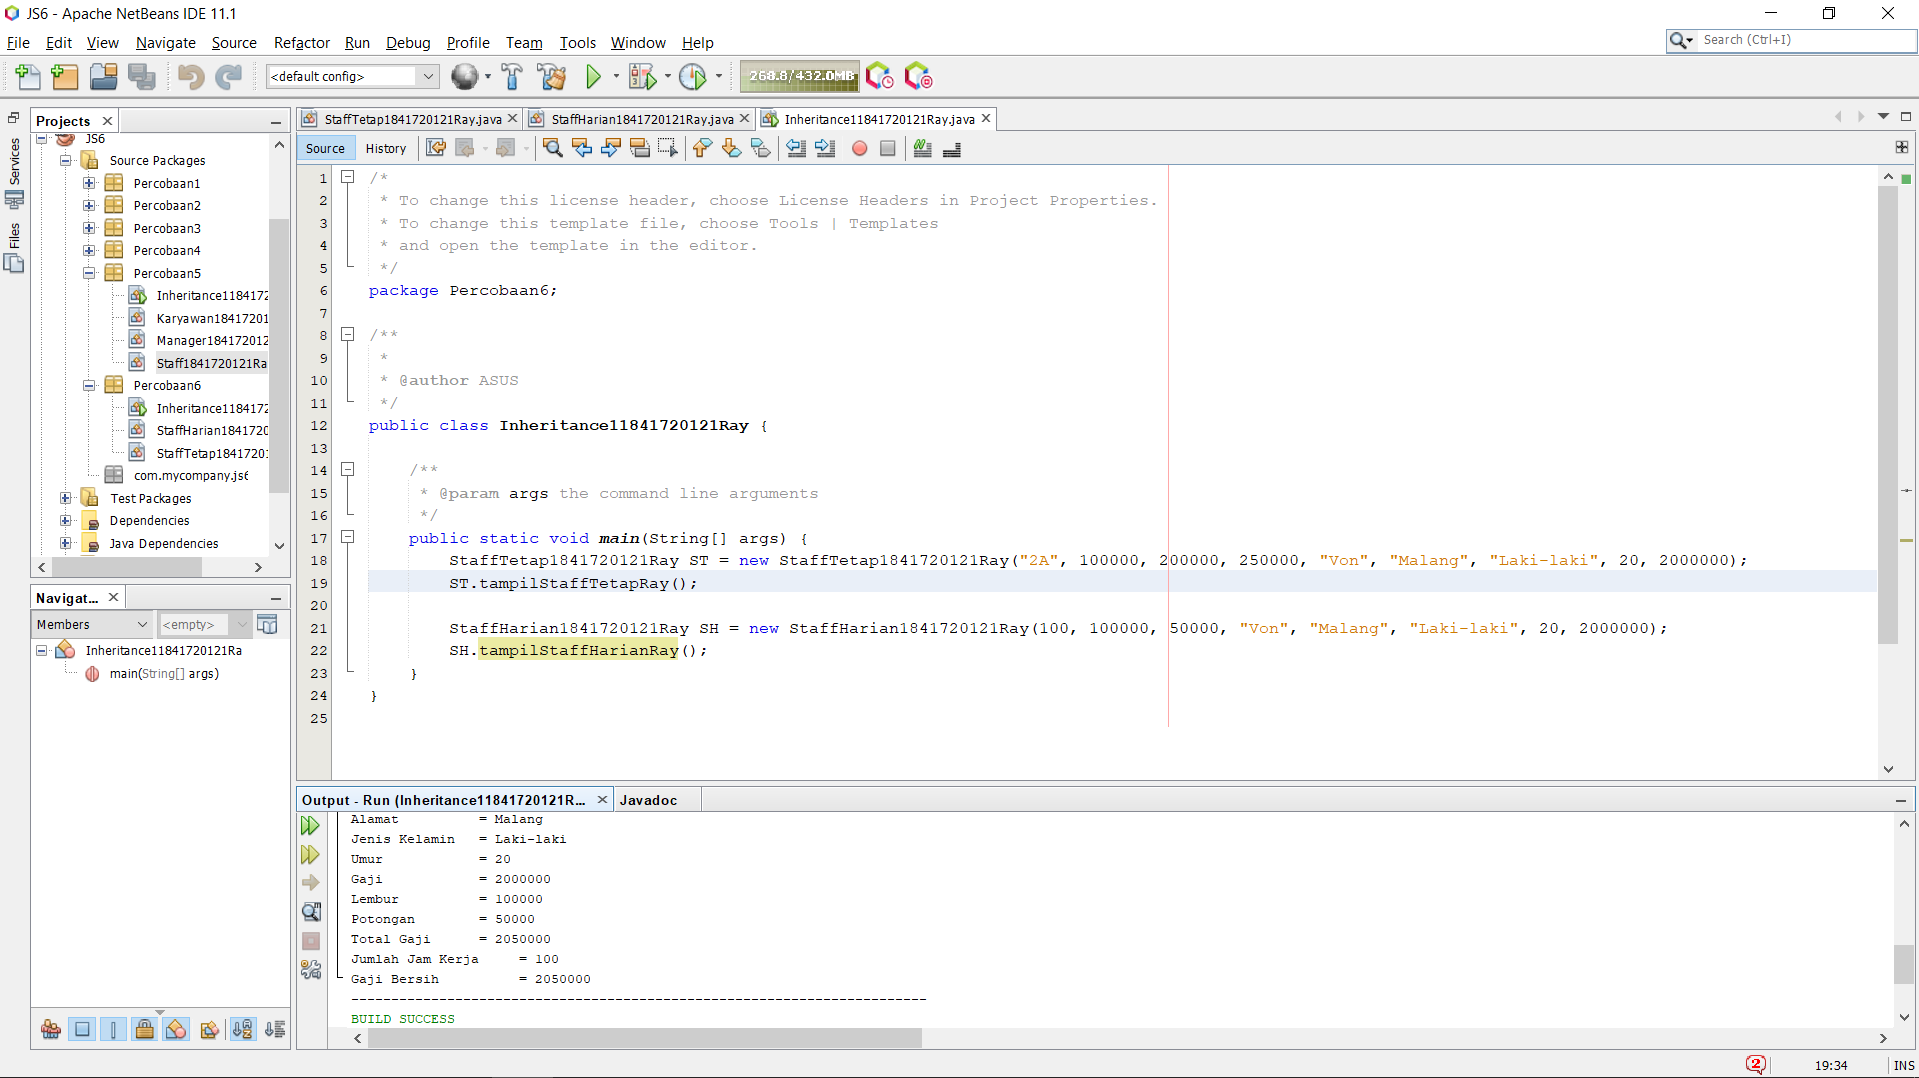 JS6 - Apache NetBeans IDE 11.1
File Edit View Navigate Source Refactor Run Debug Profile Team Tools Window Help
Search (Ctrl+I)
<default config>
268.8/432.0MB
Services
Files
Projects
JS6
Source Packages
Percobaan1
Percobaan2
Percobaan3
Percobaan4
Percobaan5
Inheritance1184172
Karyawan18417201
Manager184172012
Staff1841720121Ra
Percobaan6
Inheritance1184172
StaffHarian184172C
StaffTetap1841720:
com.mycompany.js6
Test Packages
Dependencies
Java Dependencies
StaffTetap1841720121Ray.java StaffHarian1841720121Ray.java Inheritance11841720121Ray.java
Source History
1 /*
2 * To change this license header, choose License Headers in Project Properties.
3 * To change this template file, choose Tools | Templates
4 * and open the template in the editor.
5 */
6 package Percobaan6;
7
8 /**
9 *
10 * @author ASUS
11 */
12 public class Inheritance11841720121Ray {
13
14 /**
15 * @param args the command line arguments
16 */
17 public static void main(String[] args) {
18 StaffTetap1841720121Ray ST = new StaffTetap1841720121Ray("2A", 100000, 200000, 250000, "Von", "Malang", "Laki-laki", 20, 2000000);
19 ST.tampilStaffTetapRay();
20
21 StaffHarian1841720121Ray SH = new StaffHarian1841720121Ray(100, 100000, 50000, "Von", "Malang", "Laki-laki", 20, 2000000);
22 SH.tampilStaffHarianRay();
23 }
24 }
25
Navigat...
Members <empty>
Inheritance11841720121Ra
main(String[] args)
Output - Run (Inheritance11841720121R... Javadoc
Alamat = Malang
Jenis Kelamin = Laki-laki
Umur = 20
Gaji = 2000000
Lembur = 100000
Potongan = 50000
Total Gaji = 2050000
Jumlah Jam Kerja = 100
Gaji Bersih = 2050000
------------------------------------------------------------------------
BUILD SUCCESS
2 19:34 INS